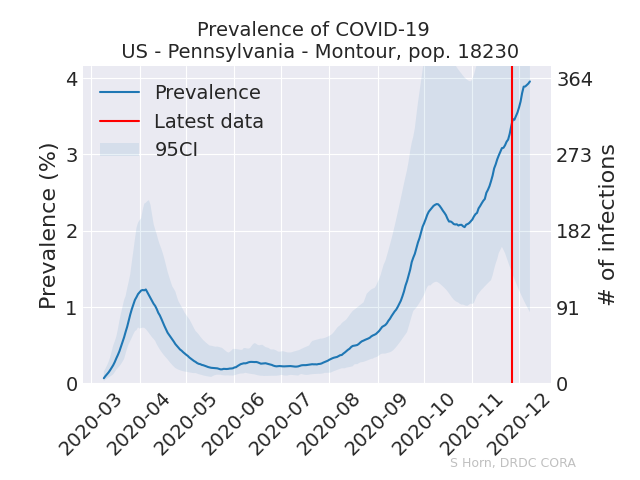 Prevalence of COVID-19
US - Pennsylvania - Montour, pop. 18230
Prevalence
Latest data
95CI
Prevalence (%)
4
3
2
1
0
# of infections
364
273
182
91
0
2020-03
2020-04
2020-05
2020-06
2020-07
2020-08
2020-09
2020-10
2020-11
2020-12
S Horn, DRDC CORA